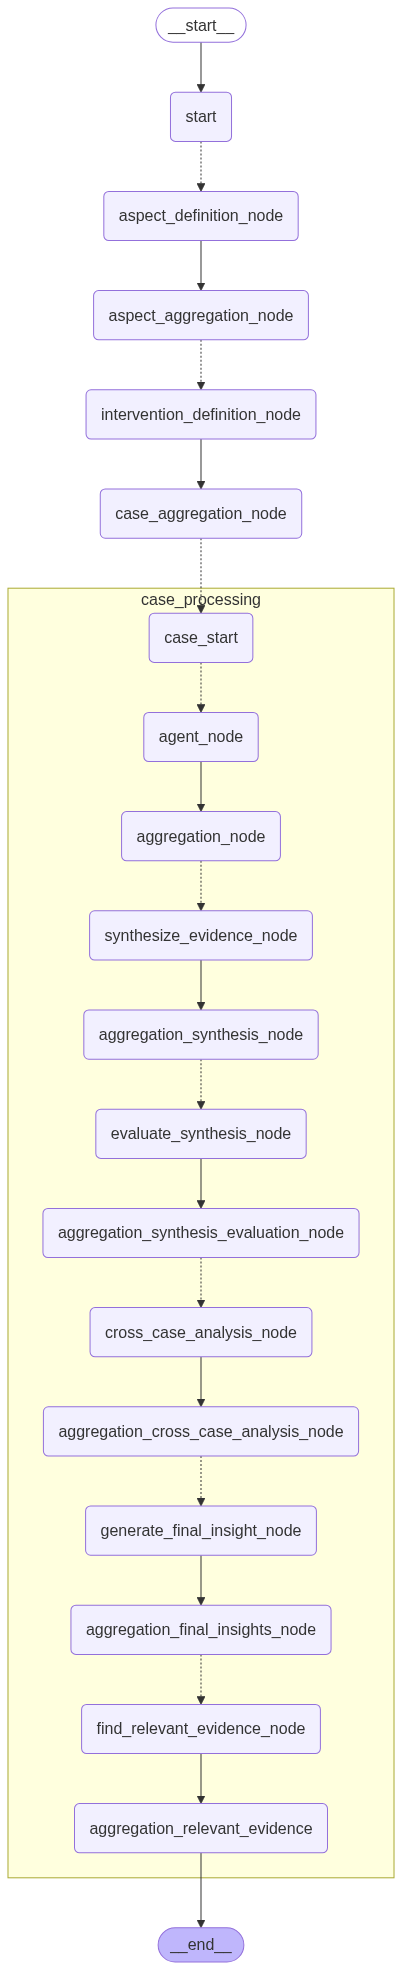 __start__
start
aspect_definition_node
aspect_aggregation_node
intervention_definition_node
case_aggregation_node
case_processing
case_start
agent_node
aggregation_node
synthesize_evidence_node
aggregation_synthesis_node
evaluate_synthesis_node
aggregation_synthesis_evaluation_node
cross_case_analysis_node
aggregation_cross_case_analysis_node
generate_final_insight_node
aggregation_final_insights_node
find_relevant_evidence_node
aggregation_relevant_evidence
__end__